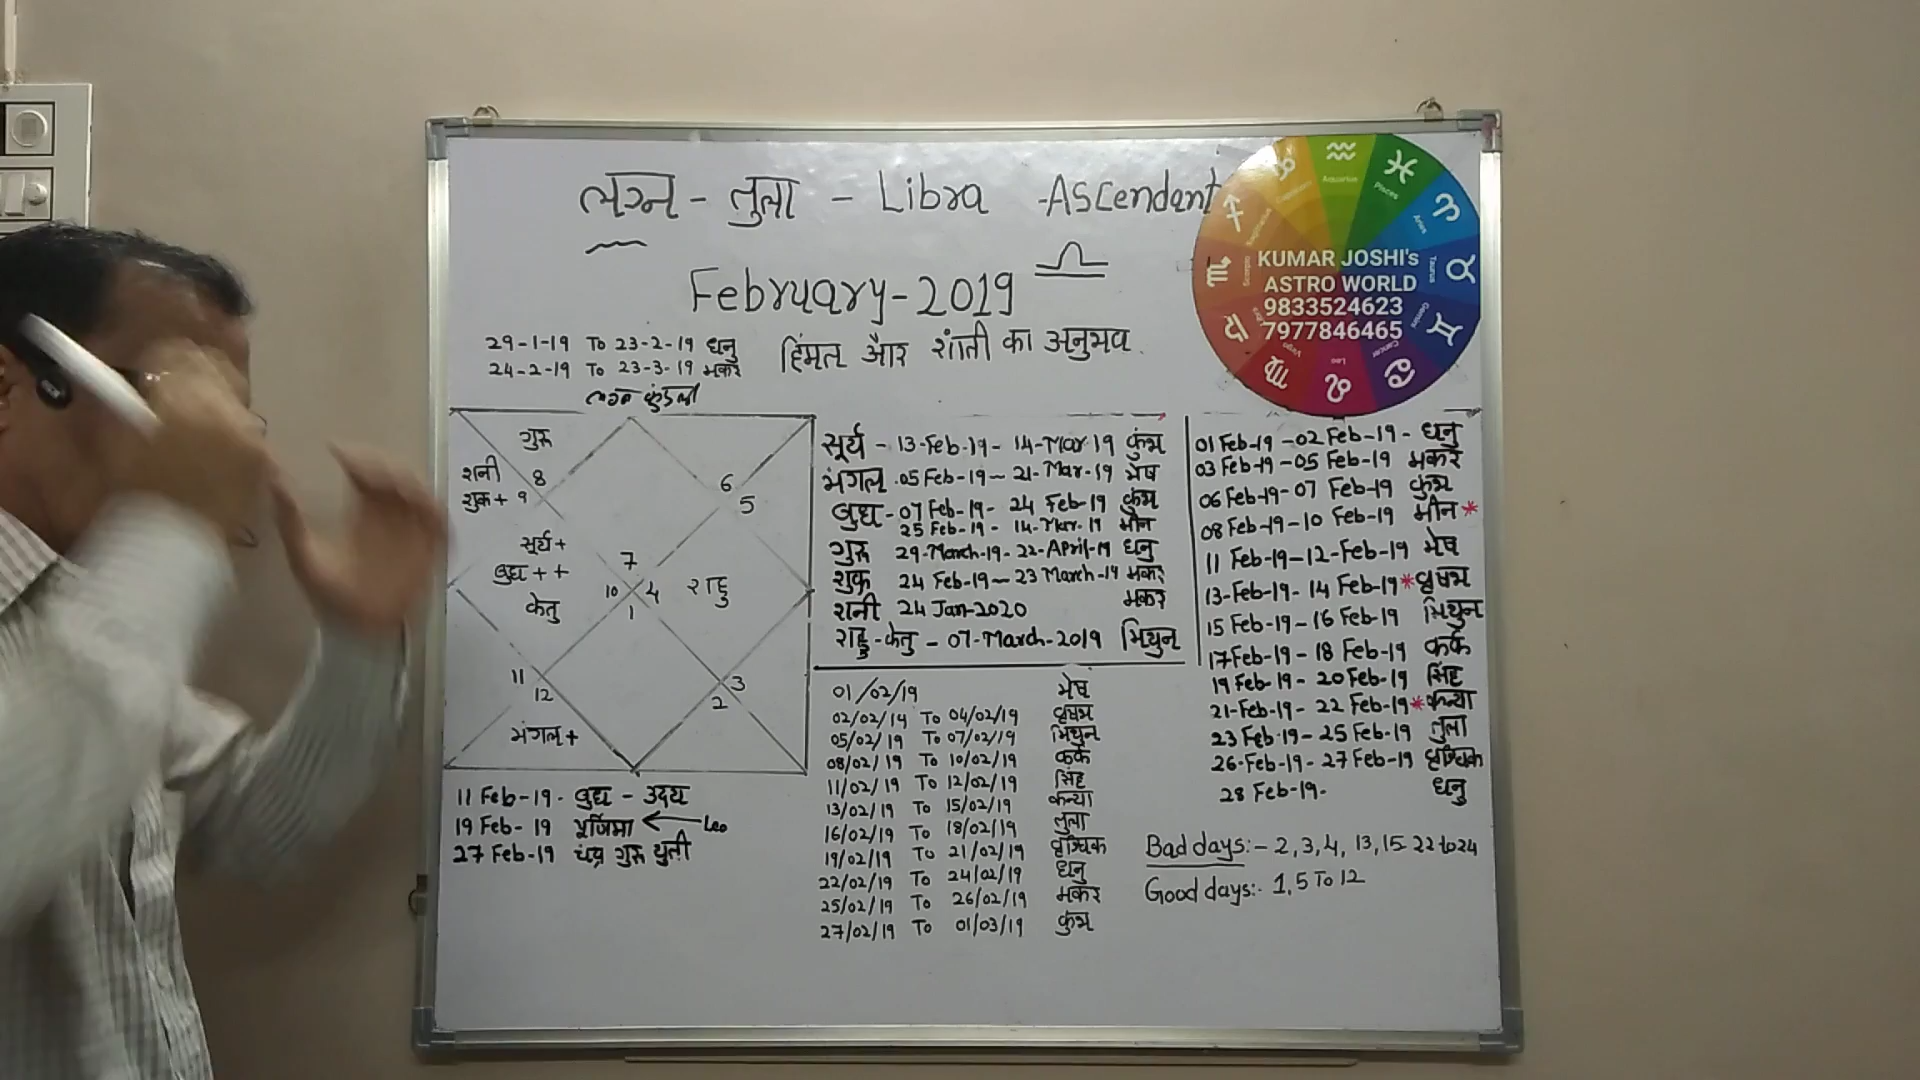 लग्न - तुला - Libra -Ascendant
February-2019
29-1-19 To 23-2-19 धनु
24-2-19 To 23-3-19 मकर
हिंमत और शांती का अनुभव.
लग्न कुंडली
गुरु
शनी
8
शुक्र+ 9
6
5
सूर्य+
बुध++
केतु
7
10 4
1
राहु
11
12
मंगल+
3
2
11 Feb-19- बुध - उदय
19 Feb-19 पूर्णिमा ← Leo
27 Feb-19 चंद्र गुरु युती
सूर्य - 13-Feb-19- 14-Mar-19 कुंभ
मंगल .05 Feb-19 ~ 21-Mar-19 मेष
बुध - 07 Feb-19- 24 Feb-19 कुंभ
25 Feb-19 - 14-Mar-19 मीन
गुरु 29-March-19-22-April-19 धनु
शुक्र 24 Feb-19 ~ 23 March-19 मकर
शनी 24 Jan-2020 मकर
राहु-केतु - 07-March-2019 मिथुन
01/02/19 मेष
02/02/14 To 04/02/19 वृषभ
05/02/19 To 07/02/19 मिथुन
08/02/19 To 10/02/19 कर्क
11/02/19 To 12/02/19 सिंह
13/02/19 To 15/02/19 कन्या
16/02/19 To 18/02/19 तुला
19/02/19 To 21/02/19 वृश्चिक
22/02/19 To 24/02/19 धनु
25/02/19 To 26/02/19 मकर
27/02/19 To 01/03/19 कुंभ
01 Feb-19 -02 Feb-19- धनु
03 Feb-19 -05 Feb-19 मकर
06 Feb-19-07 Feb-19 कुंभ
08 Feb-19-10 Feb-19 मीन *
11 Feb-19-12-Feb-19 मेष
13-Feb-19- 14 Feb-19 * वृषभ
15 Feb-19-16 Feb-19 मिथुन
17 Feb-19 - 18 Feb-19 कर्क
19 Feb-19 - 20 Feb-19 सिंह
21-Feb-19- 22 Feb-19 * कन्या
23 Feb-19- 25 Feb-19 तुला
26-Feb-19- 27 Feb-19 वृश्चिक
28 Feb-19- धनु
Bad days:- 2, 3, 4, 13, 15-22 to 24
Good days:- 1, 5 To 12
KUMAR JOSHI's
ASTRO WORLD
9833524623
7977846465
Capricorn
Aquarius
Pisces
Aries
Taurus
Gemini
Cancer
Leo
Virgo
Libra
Scorpio
Sagittarius